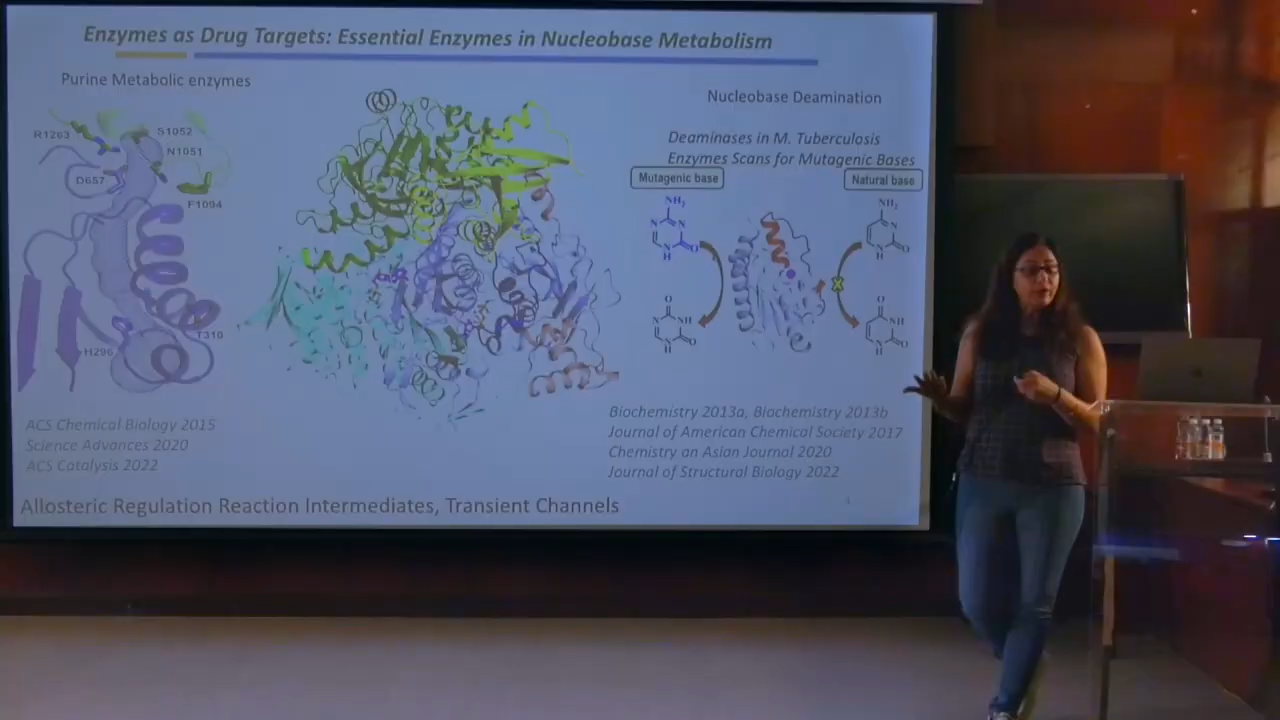 Enzymes as Drug Targets: Essential Enzymes in Nucleobase Metabolism
Purine Metabolic enzymes
R1263
S1052
N1051
D657
F1094
T310
H296
ACS Chemical Biology 2015
Science Advances 2020
ACS Catalysis 2022
Allosteric Regulation Reaction Intermediates, Transient Channels
Nucleobase Deamination
Deaminases in M. Tuberculosis
Enzymes Scans for Mutagenic Bases
Mutagenic base
Natural base
NH2
N
N
N
H
O
NH2
N
N
H
O
X
O
N
NH
N
H
O
O
NH
N
H
O
Biochemistry 2013a, Biochemistry 2013b
Journal of American Chemical Society 2017
Chemistry an Asian Journal 2020
Journal of Structural Biology 2022
1